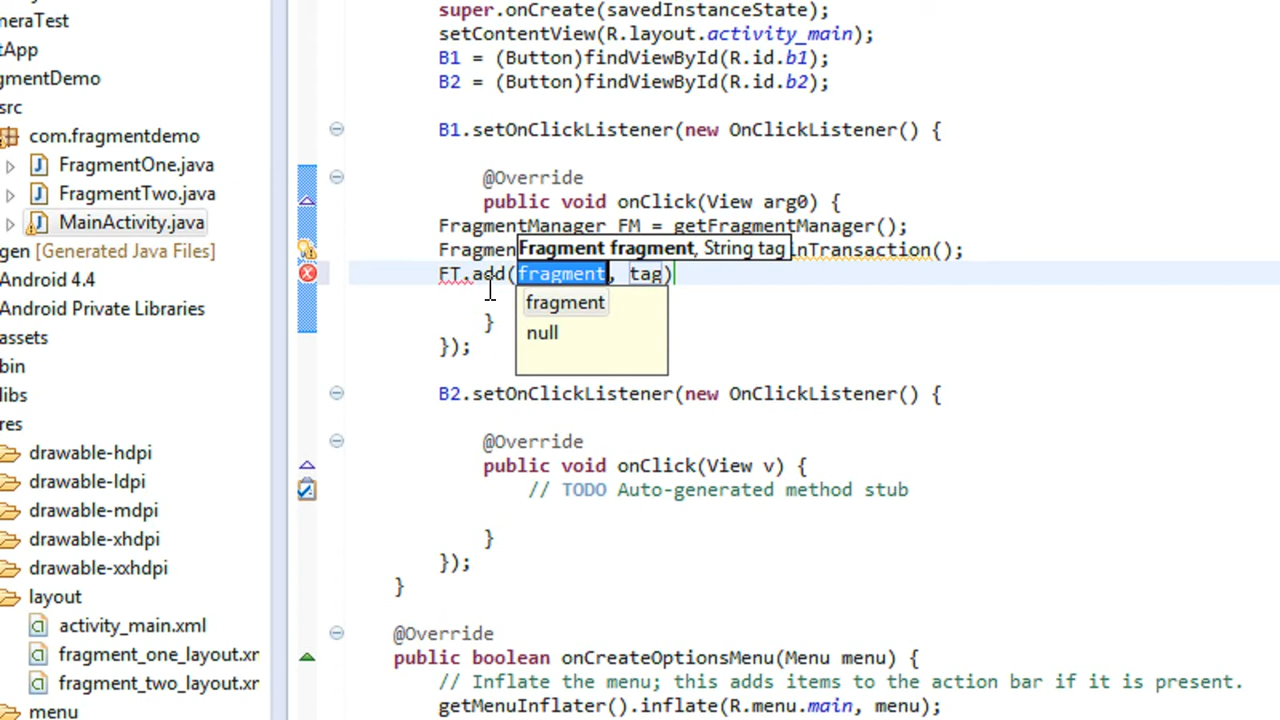 neraTest
tApp
gmentDemo
src
com.fragmentdemo
FragmentOne.java
FragmentTwo.java
MainActivity.java
gen [Generated Java Files]
Android 4.4
Android Private Libraries
assets
bin
libs
res
drawable-hdpi
drawable-ldpi
drawable-mdpi
drawable-xhdpi
drawable-xxhdpi
layout
activity_main.xml
fragment_one_layout.xr
fragment_two_layout.xr
menu
super.onCreate(savedInstanceState);
setContentView(R.layout.activity_main);
B1 = (Button)findViewById(R.id.b1);
B2 = (Button)findViewById(R.id.b2);
B1.setOnClickListener(new OnClickListener() {
@Override
public void onClick(View arg0) {
FragmentManager FM = getFragmentManager();
Fragmen
Fragment fragment, String tag
inTransaction();
FT.add(fragment, tag)
fragment
null
}
});
B2.setOnClickListener(new OnClickListener() {
@Override
public void onClick(View v) {
// TODO Auto-generated method stub
}
});
}
@Override
public boolean onCreateOptionsMenu(Menu menu) {
// Inflate the menu; this adds items to the action bar if it is present.
getMenuInflater().inflate(R.menu.main, menu);